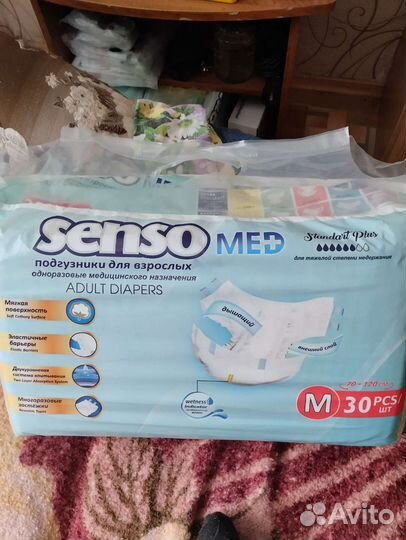 senso MED
Standart Plus
подгузники для взрослых
одноразовые медицинского назначения
для тяжелой степени недержания
ADULT DIAPERS
Мягкая
поверхность
Soft Cottony Surface
Эластичные
барьеры
Elastic Barriers
Двухуровневая
система впитывания
Two Layer Absorption System
Многоразовые
застёжки
дышащий
внешний слой
wetness
indicator
70 - 120 см
M 30 PCS/
ШТ
Avito